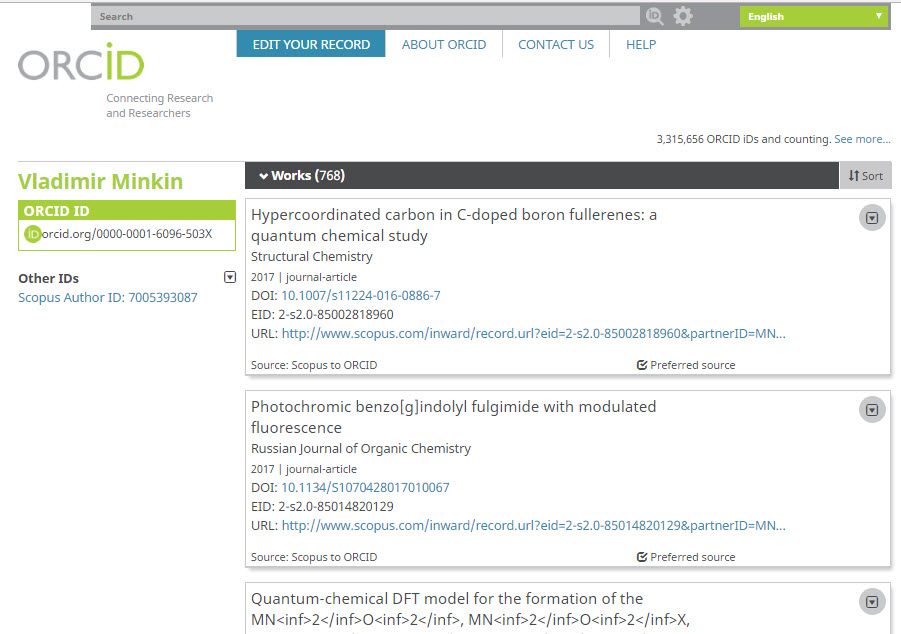 Search
English
EDIT YOUR RECORD
ABOUT ORCID
CONTACT US
HELP
ORCiD
Connecting Research
and Researchers
3,315,656 ORCID iDs and counting. See more...
Vladimir Minkin
ORCID ID
iD orcid.org/0000-0001-6096-503X
Other IDs
Scopus Author ID: 7005393087
Works (768)
Sort
Hypercoordinated carbon in C-doped boron fullerenes: a
quantum chemical study
Structural Chemistry
2017 | journal-article
DOI: 10.1007/s11224-016-0886-7
EID: 2-s2.0-85002818960
URL: http://www.scopus.com/inward/record.url?eid=2-s2.0-85002818960&partnerID=MN...
Source: Scopus to ORCID
Preferred source
Photochromic benzo[g]indolyl fulgimide with modulated
fluorescence
Russian Journal of Organic Chemistry
2017 | journal-article
DOI: 10.1134/S1070428017010067
EID: 2-s2.0-85014820129
URL: http://www.scopus.com/inward/record.url?eid=2-s2.0-85014820129&partnerID=MN...
Source: Scopus to ORCID
Preferred source
Quantum-chemical DFT model for the formation of the
MN<inf>2</inf>O<inf>2</inf>, MN<inf>2</inf>O<inf>2</inf>X,